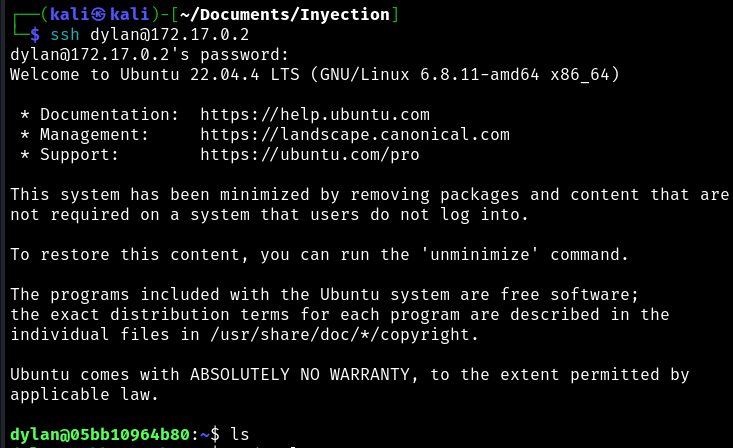 ┌──(kali㉿kali)-[~/Documents/Inyection]
└─$ ssh dylan@172.17.0.2
dylan@172.17.0.2's password:
Welcome to Ubuntu 22.04.4 LTS (GNU/Linux 6.8.11-amd64 x86_64)
* Documentation:  https://help.ubuntu.com
* Management:     https://landscape.canonical.com
* Support:        https://ubuntu.com/pro
This system has been minimized by removing packages and content that are
not required on a system that users do not log into.
To restore this content, you can run the 'unminimize' command.
The programs included with the Ubuntu system are free software;
the exact distribution terms for each program are described in the
individual files in /usr/share/doc/*/copyright.
Ubuntu comes with ABSOLUTELY NO WARRANTY, to the extent permitted by
applicable law.
dylan@05bb10964b80:~$ ls